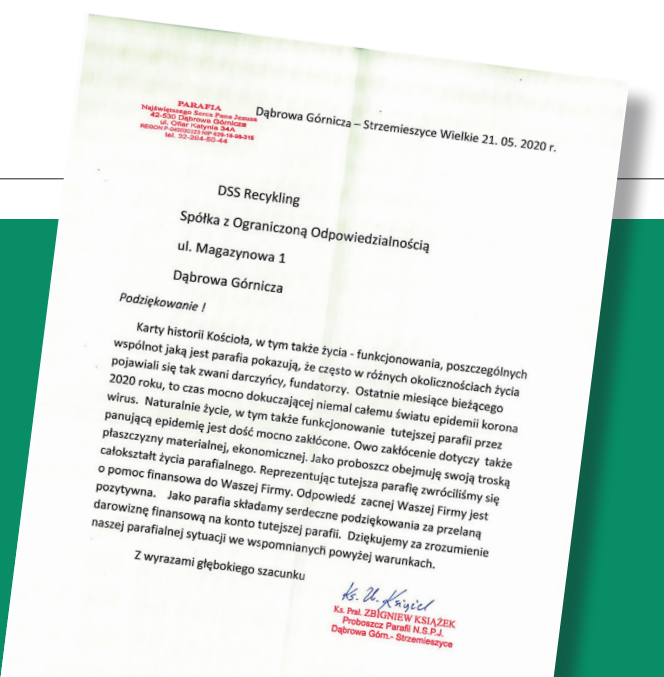 PARAFIA
Najświętszego Serca Pana Jezusa
42-530 Dąbrowa Górnicza
ul. Ofiar Katynia 34A
tel. 32-264-80-44
Dąbrowa Górnicza – Strzemieszyce Wielkie 21. 05. 2020 r.
DSS Recykling
Spółka z Ograniczoną Odpowiedzialnością
ul. Magazynowa 1
Dąbrowa Górnicza
Podziękowanie !
Karty historii Kościoła, w tym także życia - funkcjonowania, poszczególnych
wspólnot jaką jest parafia pokazują, że często w różnych okolicznościach życia
pojawiali się tak zwani darczyńcy, fundatorzy. Ostatnie miesiące bieżącego
2020 roku, to czas mocno dokuczającej niemal całemu światu epidemii korona
wirus. Naturalnie życie, w tym także funkcjonowanie tutejszej parafii przez
panującą epidemię jest dość mocno zakłócone. Owo zakłócenie dotyczy także
płaszczyzny materialnej, ekonomicznej. Jako proboszcz obejmuję swoją troską
całokształt życia parafialnego. Reprezentując tutejsza parafię zwróciliśmy się
o pomoc finansowa do Waszej Firmy. Odpowiedź zacnej Waszej Firmy jest
pozytywna. Jako parafia składamy serdeczne podziękowania za przelaną
darowiznę finansową na konto tutejszej parafii. Dziękujemy za zrozumienie
naszej parafialnej sytuacji we wspomnianych powyżej warunkach.
Z wyrazami głębokiego szacunku
Ks. Prał. ZBIGNIEW KSIĄŻEK
Proboszcz Parafii N.S.P.J.
Dąbrowa Górn.- Strzemieszyce